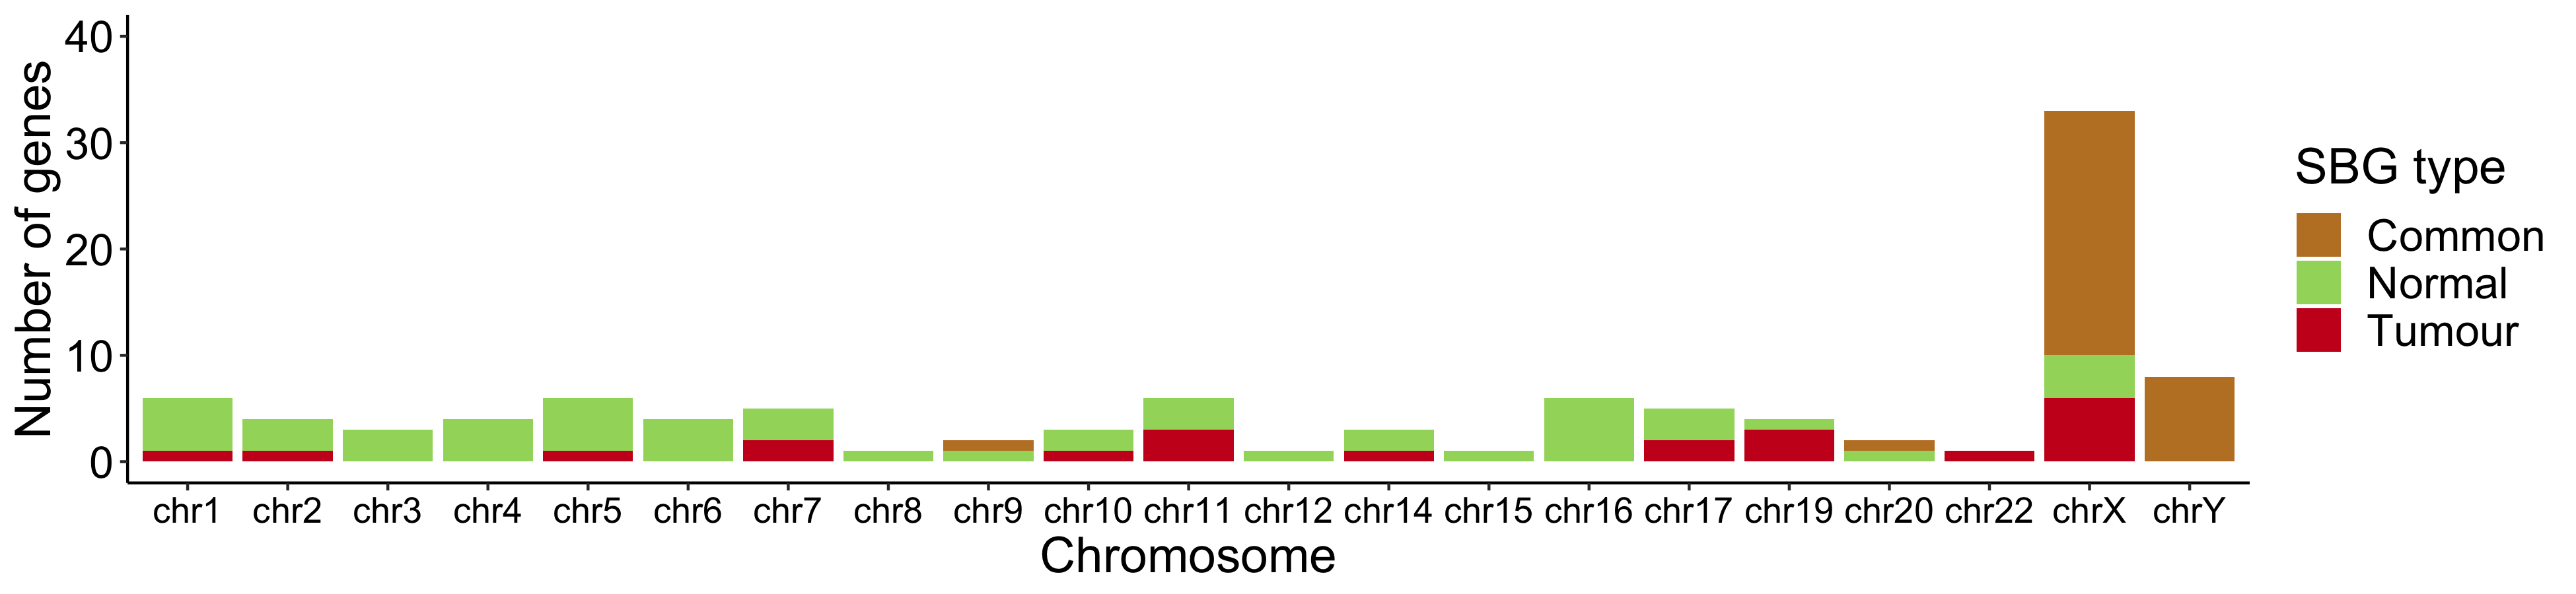 Number of genes
40
30
20
10
0
chr1 chr2 chr3 chr4 chr5 chr6 chr7 chr8 chr9 chr10 chr11 chr12 chr14 chr15 chr16 chr17 chr19 chr20 chr22 chrX chrY
Chromosome
SBG type
Common
Normal
Tumour